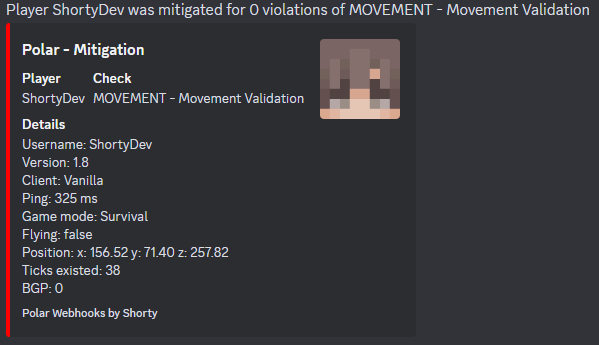 Player ShortyDev was mitigated for 0 violations of MOVEMENT - Movement Validation
Polar - Mitigation
Player Check
ShortyDev MOVEMENT - Movement Validation
Details
Username: ShortyDev
Version: 1.8
Client: Vanilla
Ping: 325 ms
Game mode: Survival
Flying: false
Position: x: 156.52 y: 71.40 z: 257.82
Ticks existed: 38
BGP: 0
Polar Webhooks by Shorty